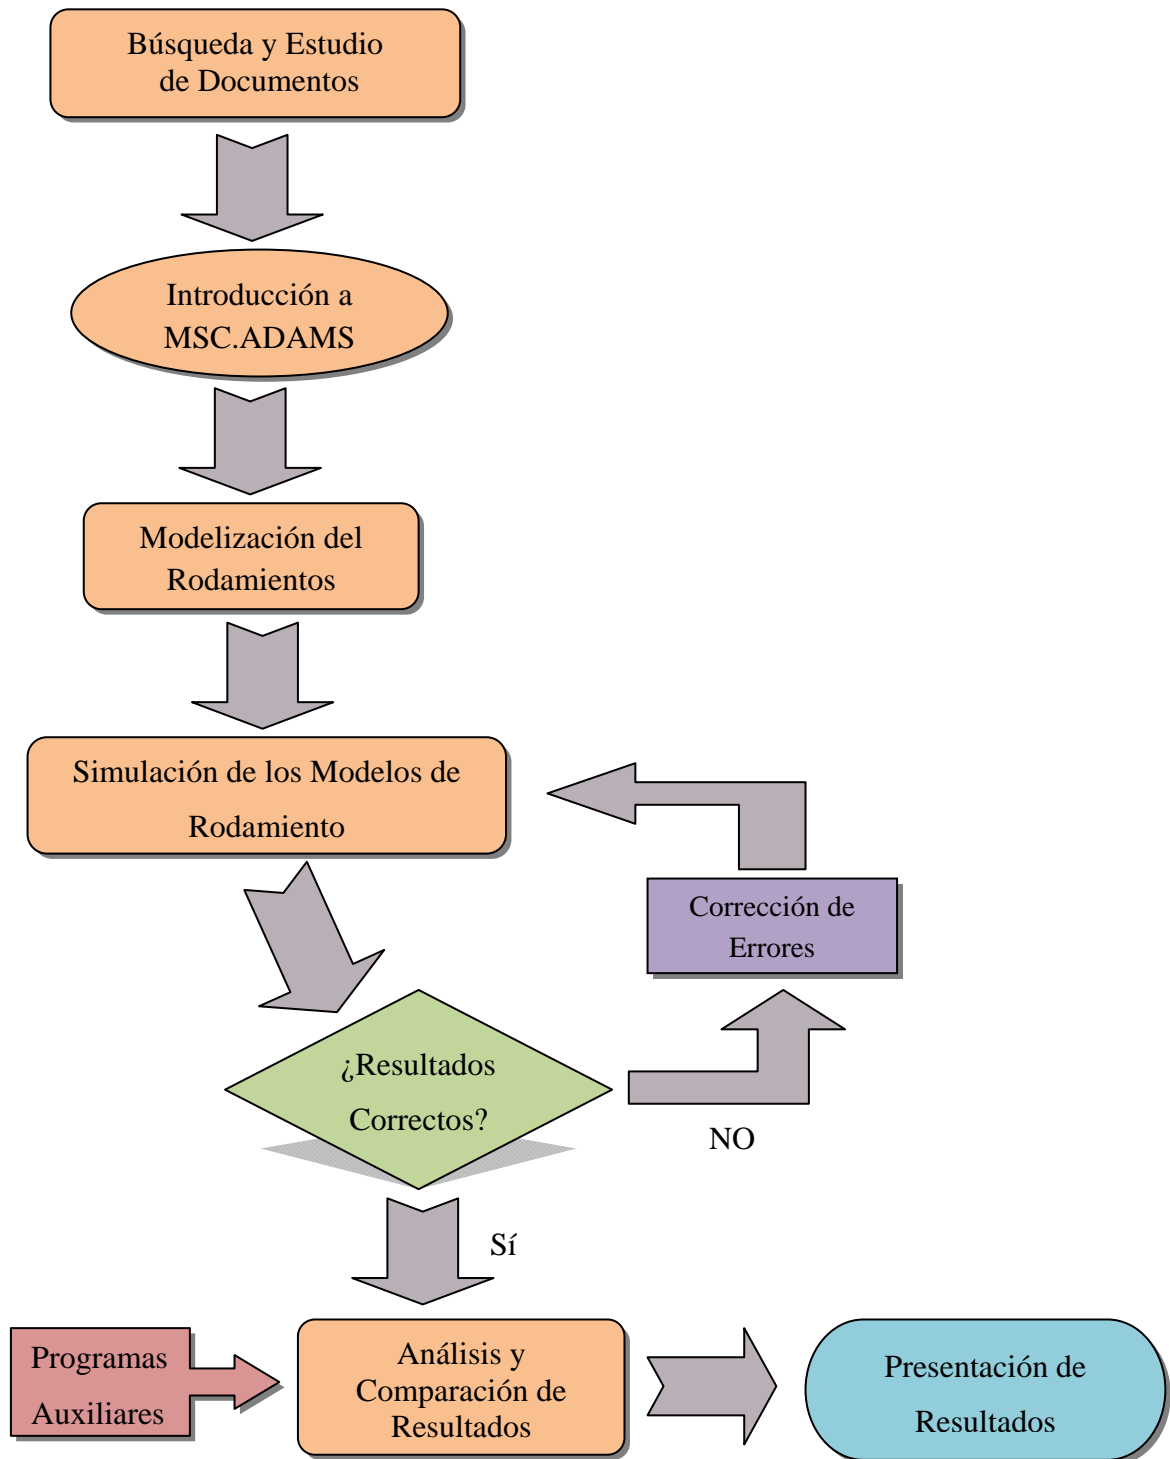 Búsqueda y Estudio
de Documentos
Introducción a
MSC.ADAMS
Modelización del
Rodamientos
Simulación de los Modelos de
Rodamiento
Corrección de
Errores
¿Resultados
Correctos?
NO
Sí
Programas
Auxiliares
Análisis y
Comparación de
Resultados
Presentación de
Resultados